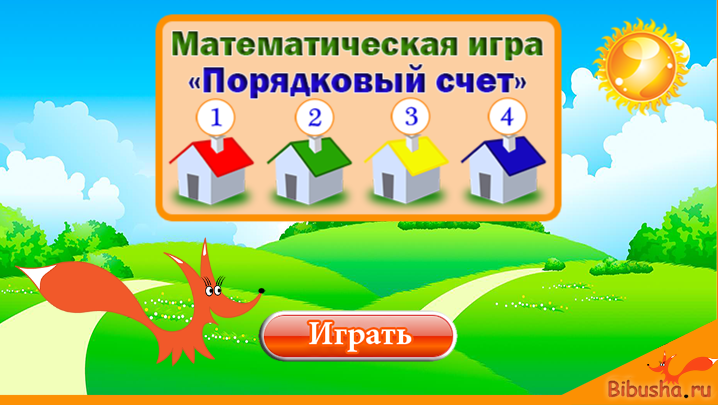 Математическая игра
«Порядковый счет»
1 2 3 4
Играть
Bibusha.ru